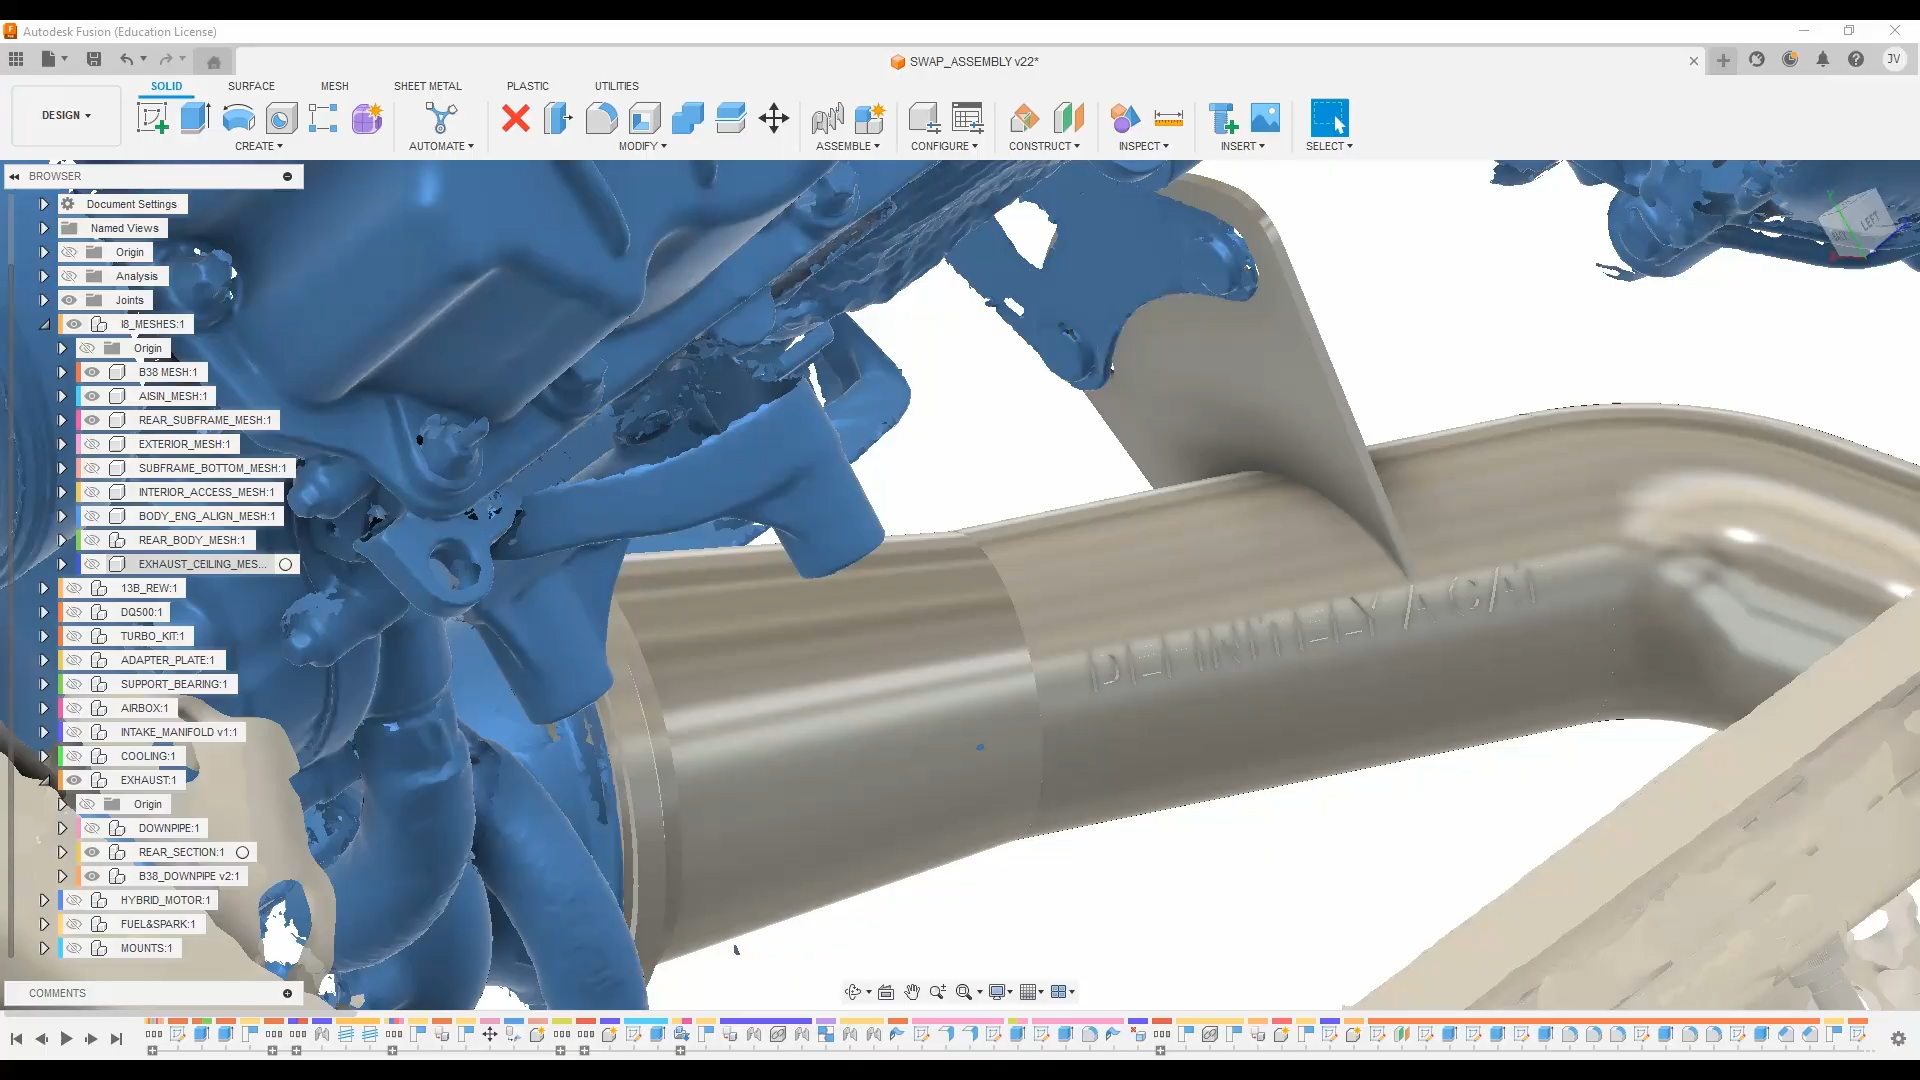 Autodesk Fusion (Education License)
SWAP_ASSEMBLY v22*
JV
DESIGN
SOLID SURFACE MESH SHEET METAL PLASTIC UTILITIES
CREATE AUTOMATE MODIFY ASSEMBLE CONFIGURE CONSTRUCT INSPECT INSERT SELECT
BROWSER
Document Settings
Named Views
Origin
Analysis
Joints
I8_MESHES:1
Origin
B38 MESH:1
AISIN_MESH:1
REAR_SUBFRAME_MESH:1
EXTERIOR_MESH:1
SUBFRAME_BOTTOM_MESH:1
INTERIOR_ACCESS_MESH:1
BODY_ENG_ALIGN_MESH:1
REAR_BODY_MESH:1
EXHAUST_CEILING_MES...
13B_REW:1
DQ500:1
TURBO_KIT:1
ADAPTER_PLATE:1
SUPPORT_BEARING:1
AIRBOX:1
INTAKE_MANIFOLD v1:1
COOLING:1
EXHAUST:1
Origin
DOWNPIPE:1
REAR_SECTION:1
B38_DOWNPIPE v2:1
HYBRID_MOTOR:1
FUEL&SPARK:1
MOUNTS:1
COMMENTS
LEFT
DEFINITELY A CAT